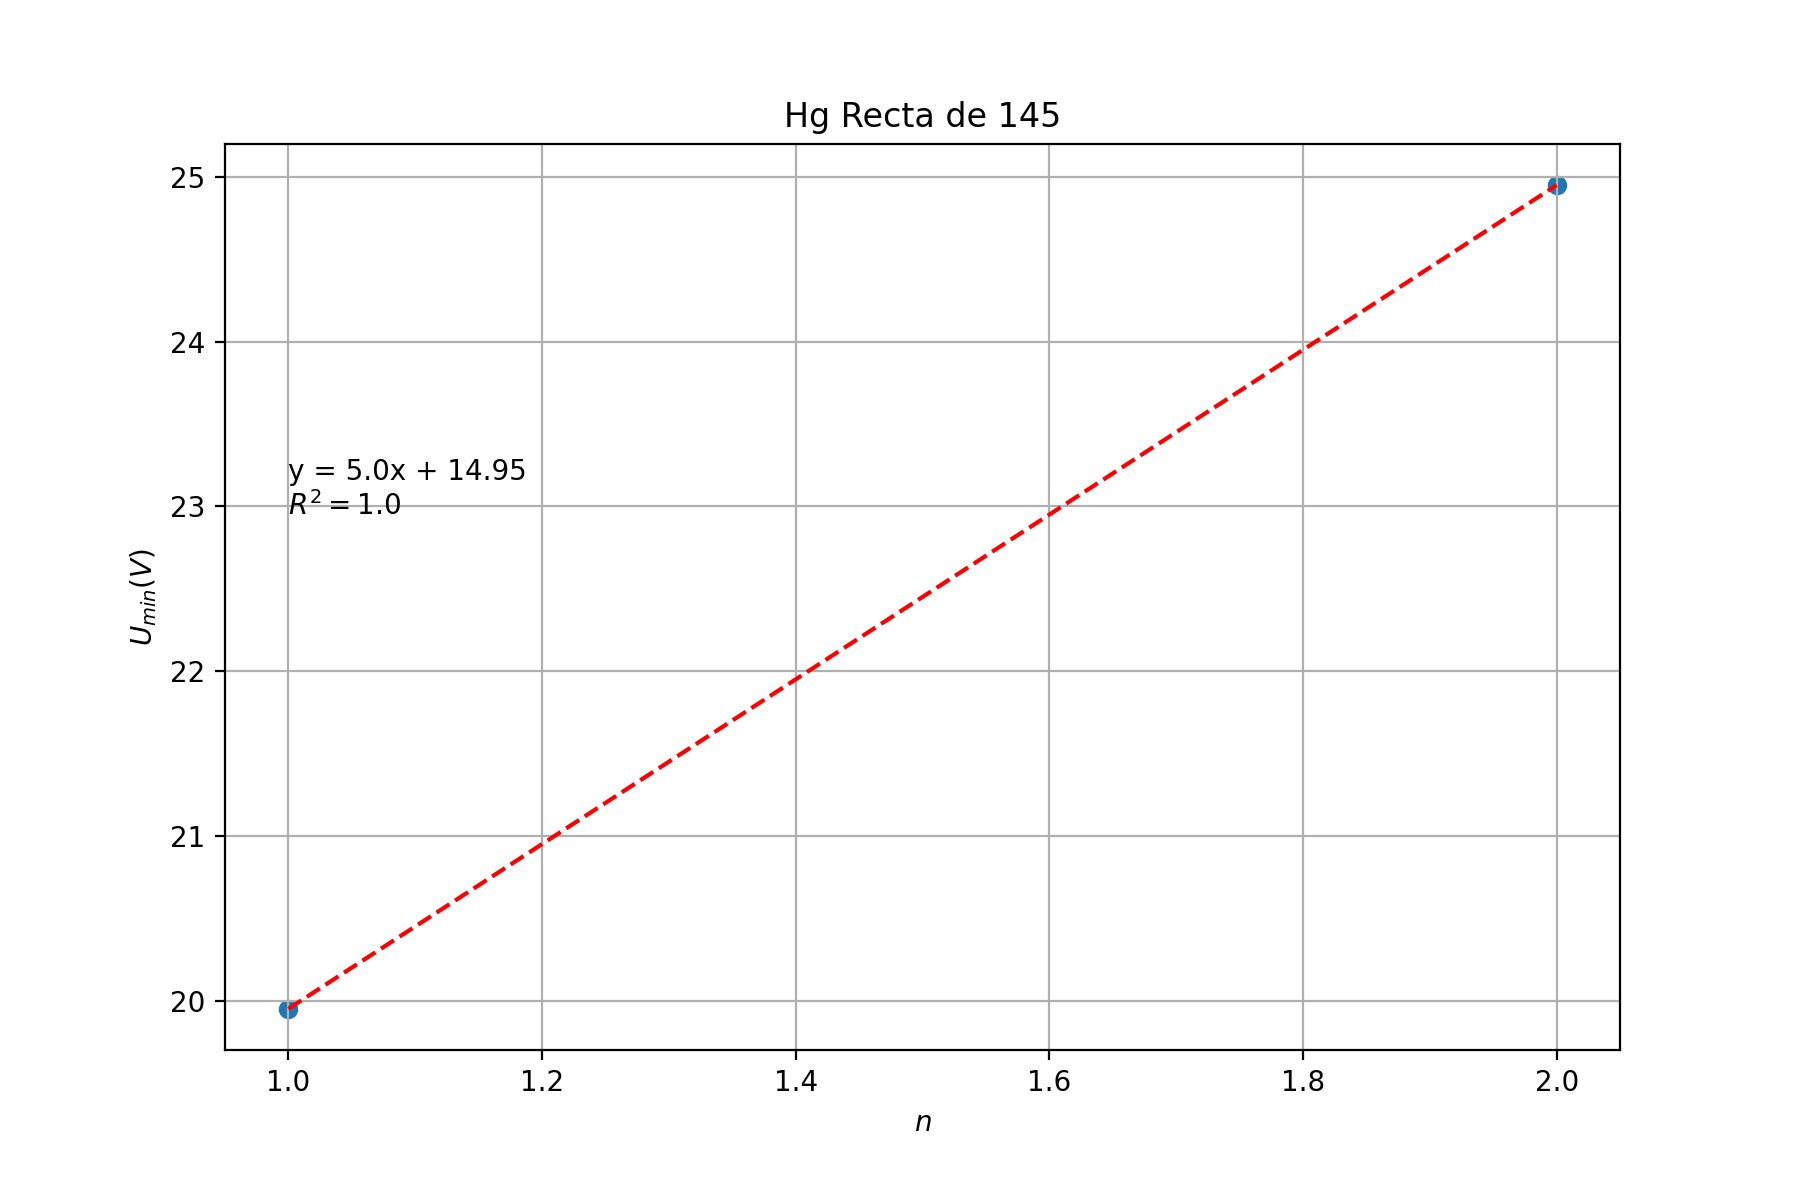 Hg Recta de 145
25
24
23
22
21
20
y = 5.0x + 14.95
R² = 1.0
U_min(V)
1.0 1.2 1.4 1.6 1.8 2.0
n